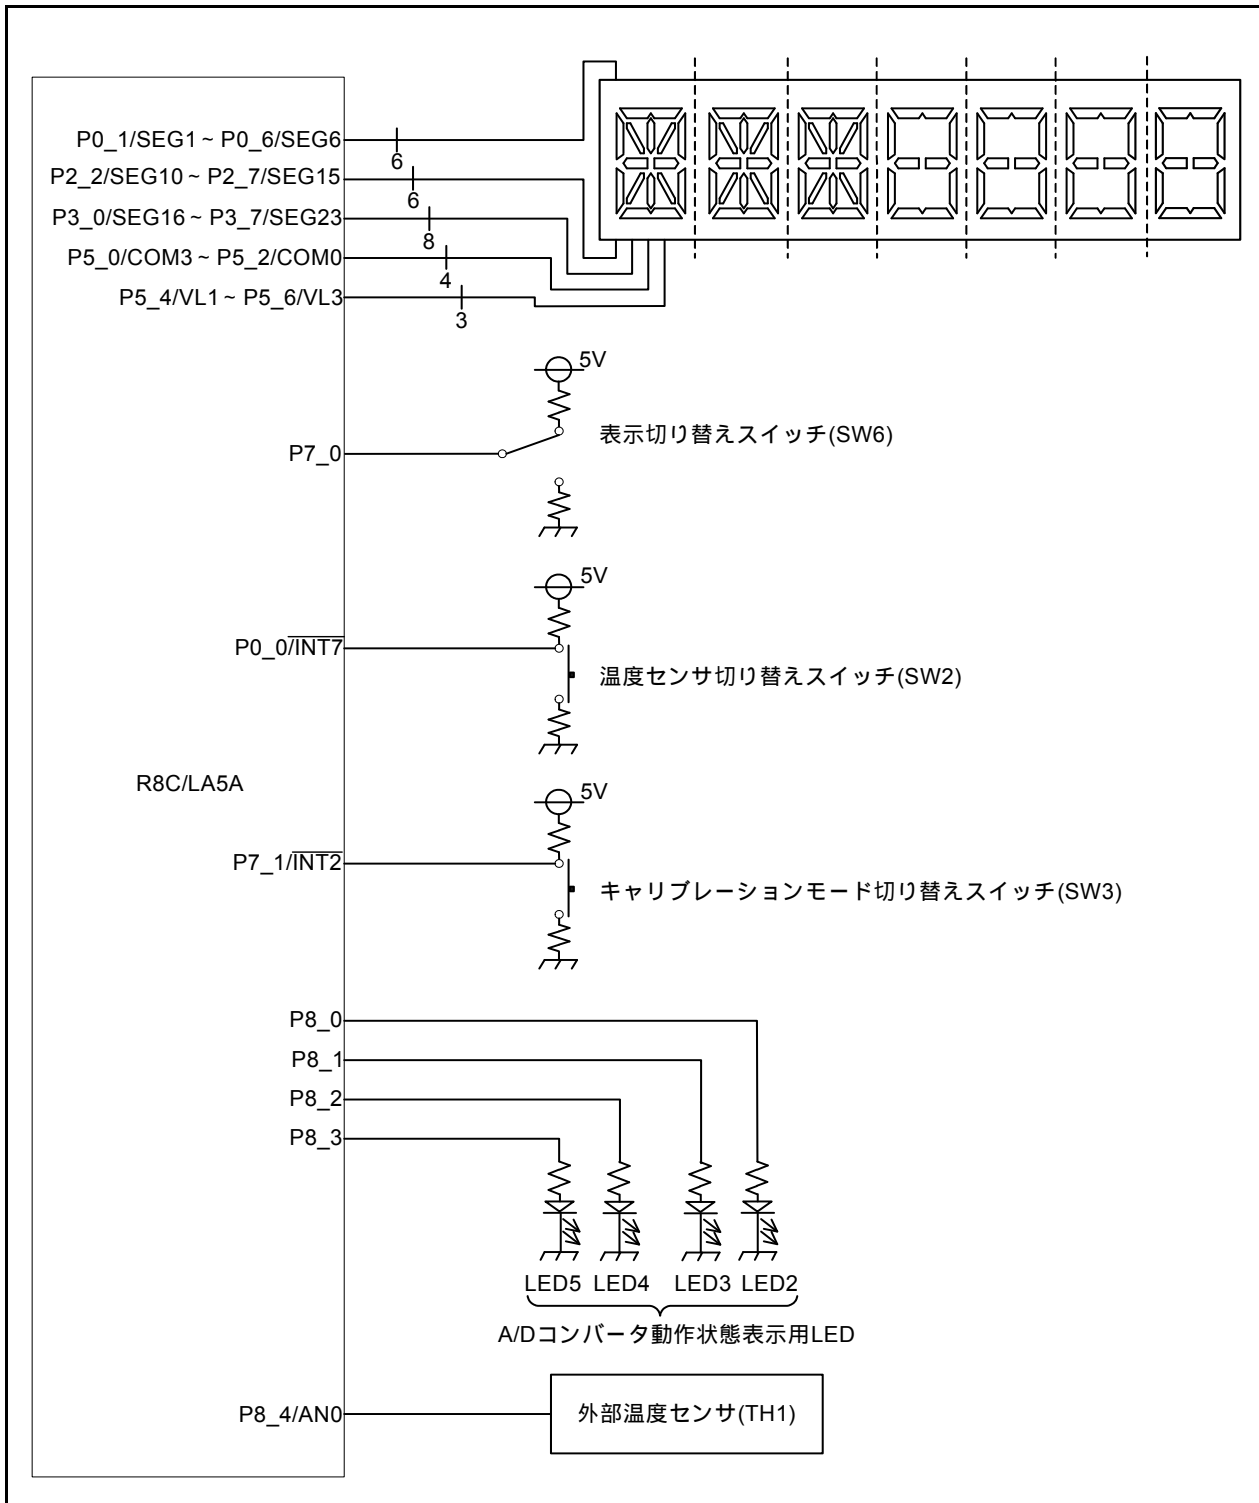 P0_1/SEG1 ~ P0_6/SEG6
6
P2_2/SEG10 ~ P2_7/SEG15
6
P3_0/SEG16 ~ P3_7/SEG23
8
P5_0/COM3 ~ P5_2/COM0
4
P5_4/VL1 ~ P5_6/VL3
3
5V
表示切り替えスイッチ(SW6)
P7_0
5V
P0_0/INT7
温度センサ切り替えスイッチ(SW2)
R8C/LA5A
5V
P7_1/INT2
キャリブレーションモード切り替えスイッチ(SW3)
P8_0
P8_1
P8_2
P8_3
LED5 LED4 LED3 LED2
A/Dコンバータ動作状態表示用LED
P8_4/AN0
外部温度センサ(TH1)